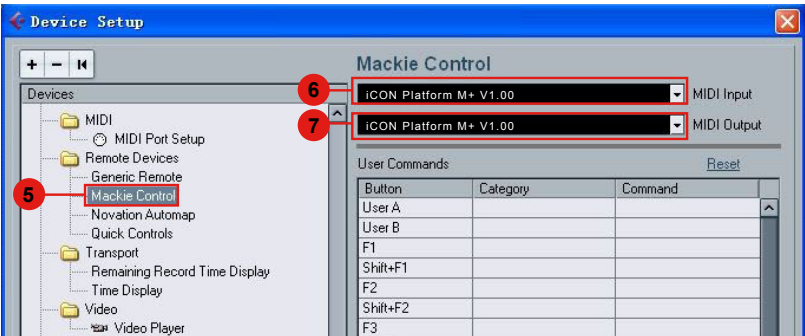 Device Setup
+ −
Devices
MIDI
MIDI Port Setup
Remote Devices
Generic Remote
5
Mackie Control
Novation Automap
Quick Controls
Transport
Remaining Record Time Display
Time Display
Video
Video Player
Mackie Control
6
iCON Platform M+ V1.00
MIDI Input
7
iCON Platform M+ V1.00
MIDI Output
User Commands Reset
Button Category Command
User A
User B
F1
Shift+F1
F2
Shift+F2
F3